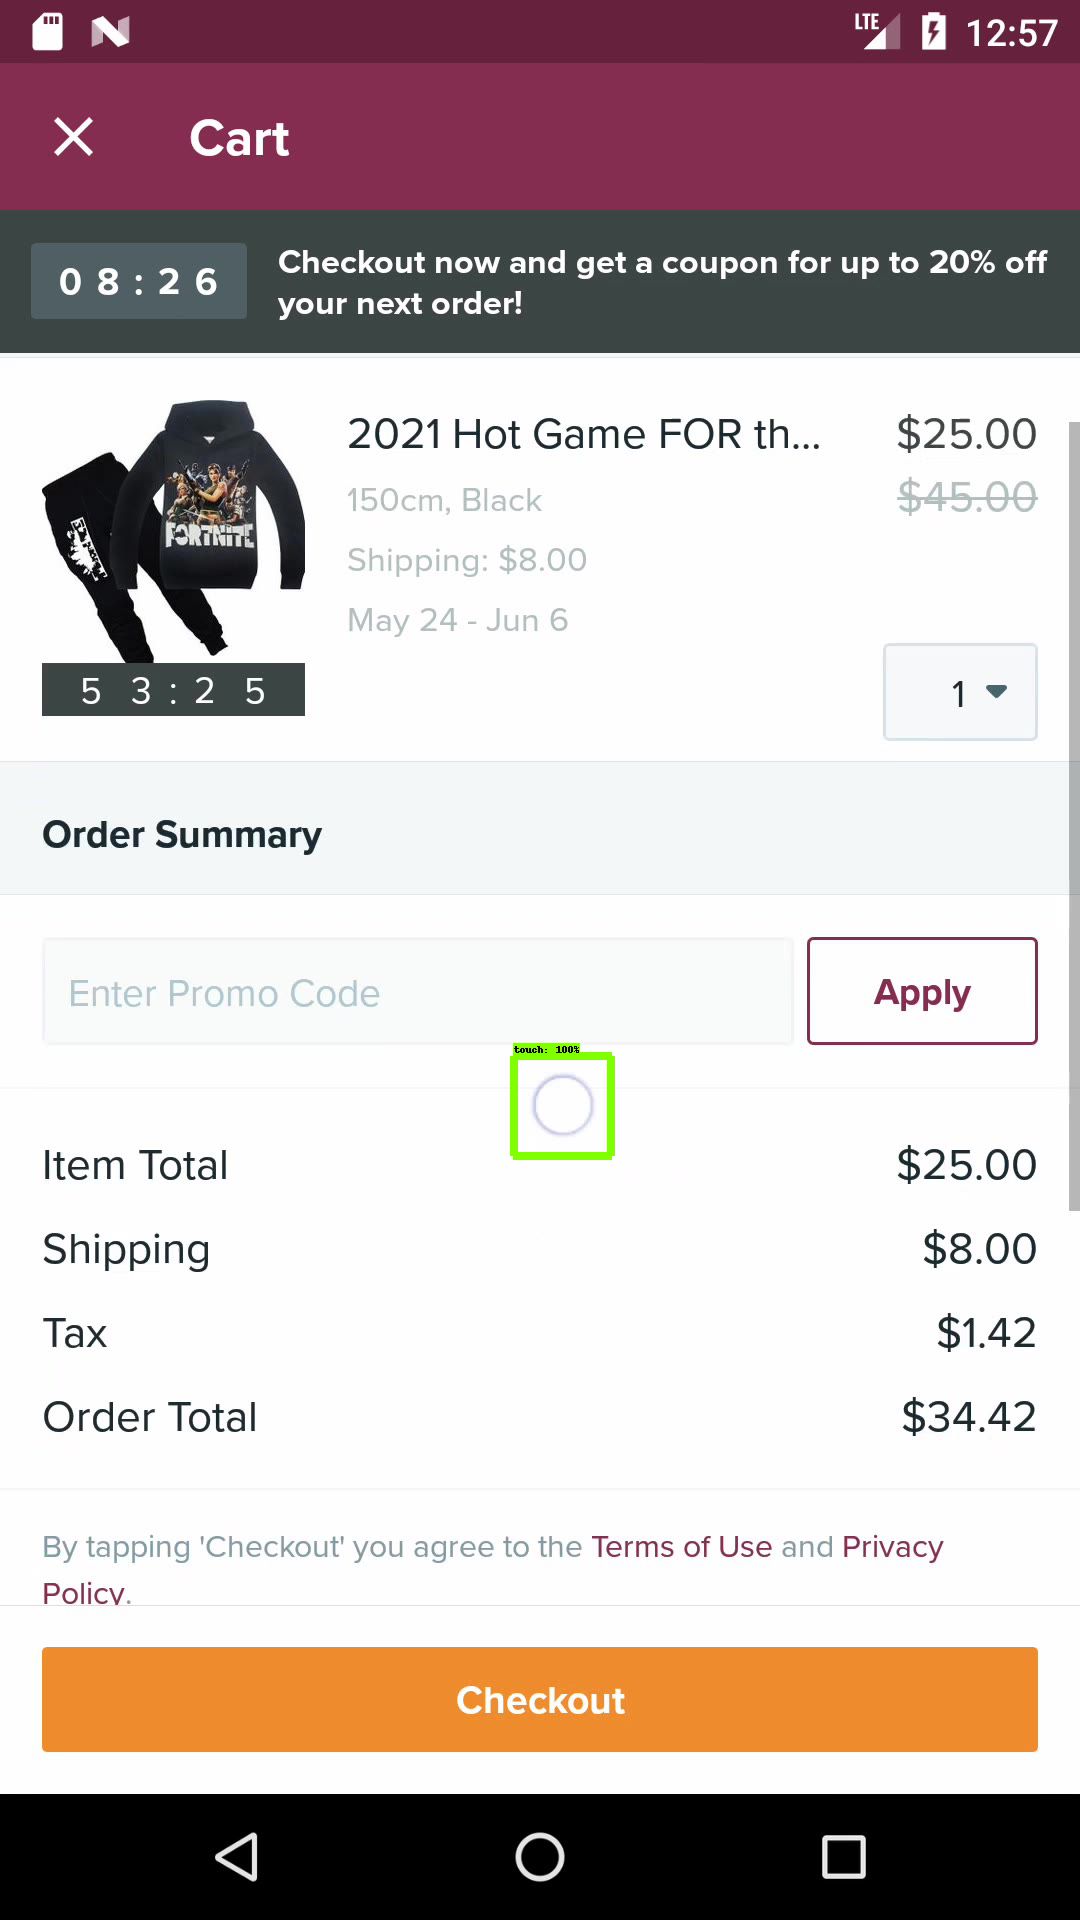 LTE 12:57
Cart
08:26
Checkout now and get a coupon for up to 20% off
your next order!
2021 Hot Game FOR th... $25.00
150cm, Black $45.00
Shipping: $8.00
May 24 - Jun 6
FORTNITE
53:25
1
Order Summary
Enter Promo Code Apply
touch: 100%
Item Total $25.00
Shipping $8.00
Tax $1.42
Order Total $34.42
By tapping 'Checkout' you agree to the Terms of Use and Privacy
Policy.
Checkout